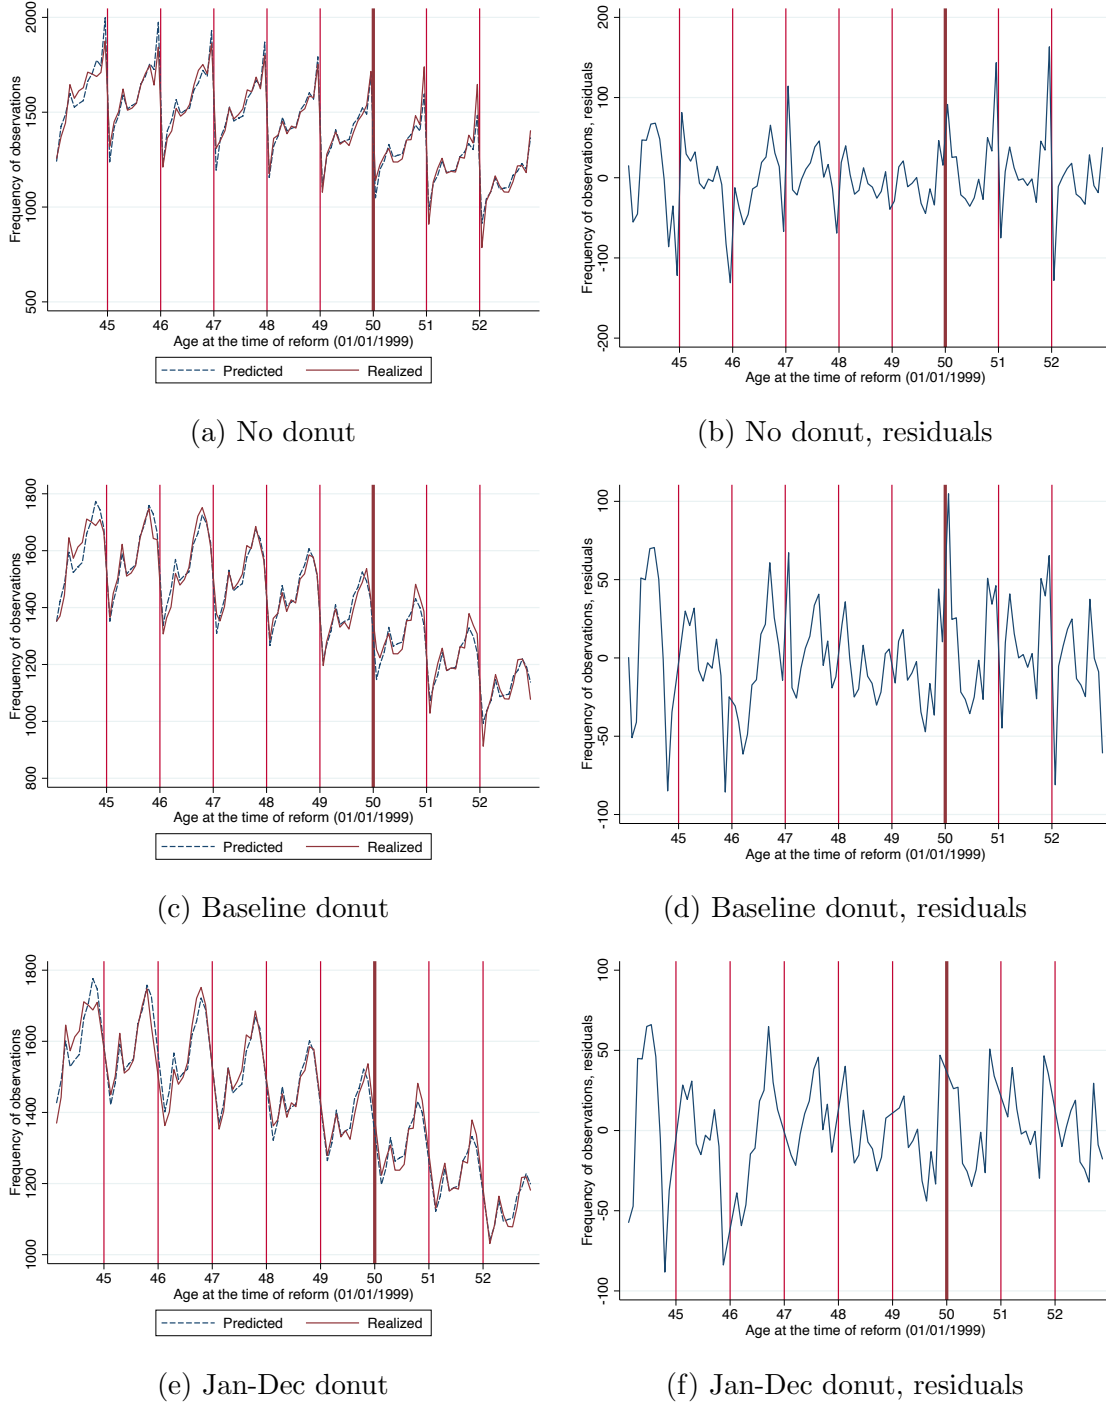 Frequency of observations
2000
1500
1000
500
45 46 47 48 49 50 51 52
Age at the time of reform (01/01/1999)
Predicted Realized
(a) No donut
Frequency of observations, residuals
200
100
0
-100
-200
45 46 47 48 49 50 51 52
Age at the time of reform (01/01/1999)
(b) No donut, residuals
Frequency of observations
1800
1600
1400
1200
1000
800
45 46 47 48 49 50 51 52
Age at the time of reform (01/01/1999)
Predicted Realized
(c) Baseline donut
Frequency of observations, residuals
100
50
0
-50
-100
45 46 47 48 49 50 51 52
Age at the time of reform (01/01/1999)
(d) Baseline donut, residuals
Frequency of observations
1800
1600
1400
1200
1000
45 46 47 48 49 50 51 52
Age at the time of reform (01/01/1999)
Predicted Realized
(e) Jan-Dec donut
Frequency of observations, residuals
100
50
0
-50
-100
45 46 47 48 49 50 51 52
Age at the time of reform (01/01/1999)
(f) Jan-Dec donut, residuals